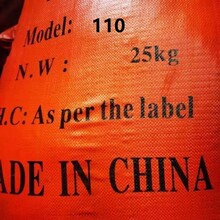 Model: 110
N.W: 25kg
.C: As per the label
ADE IN CHINA